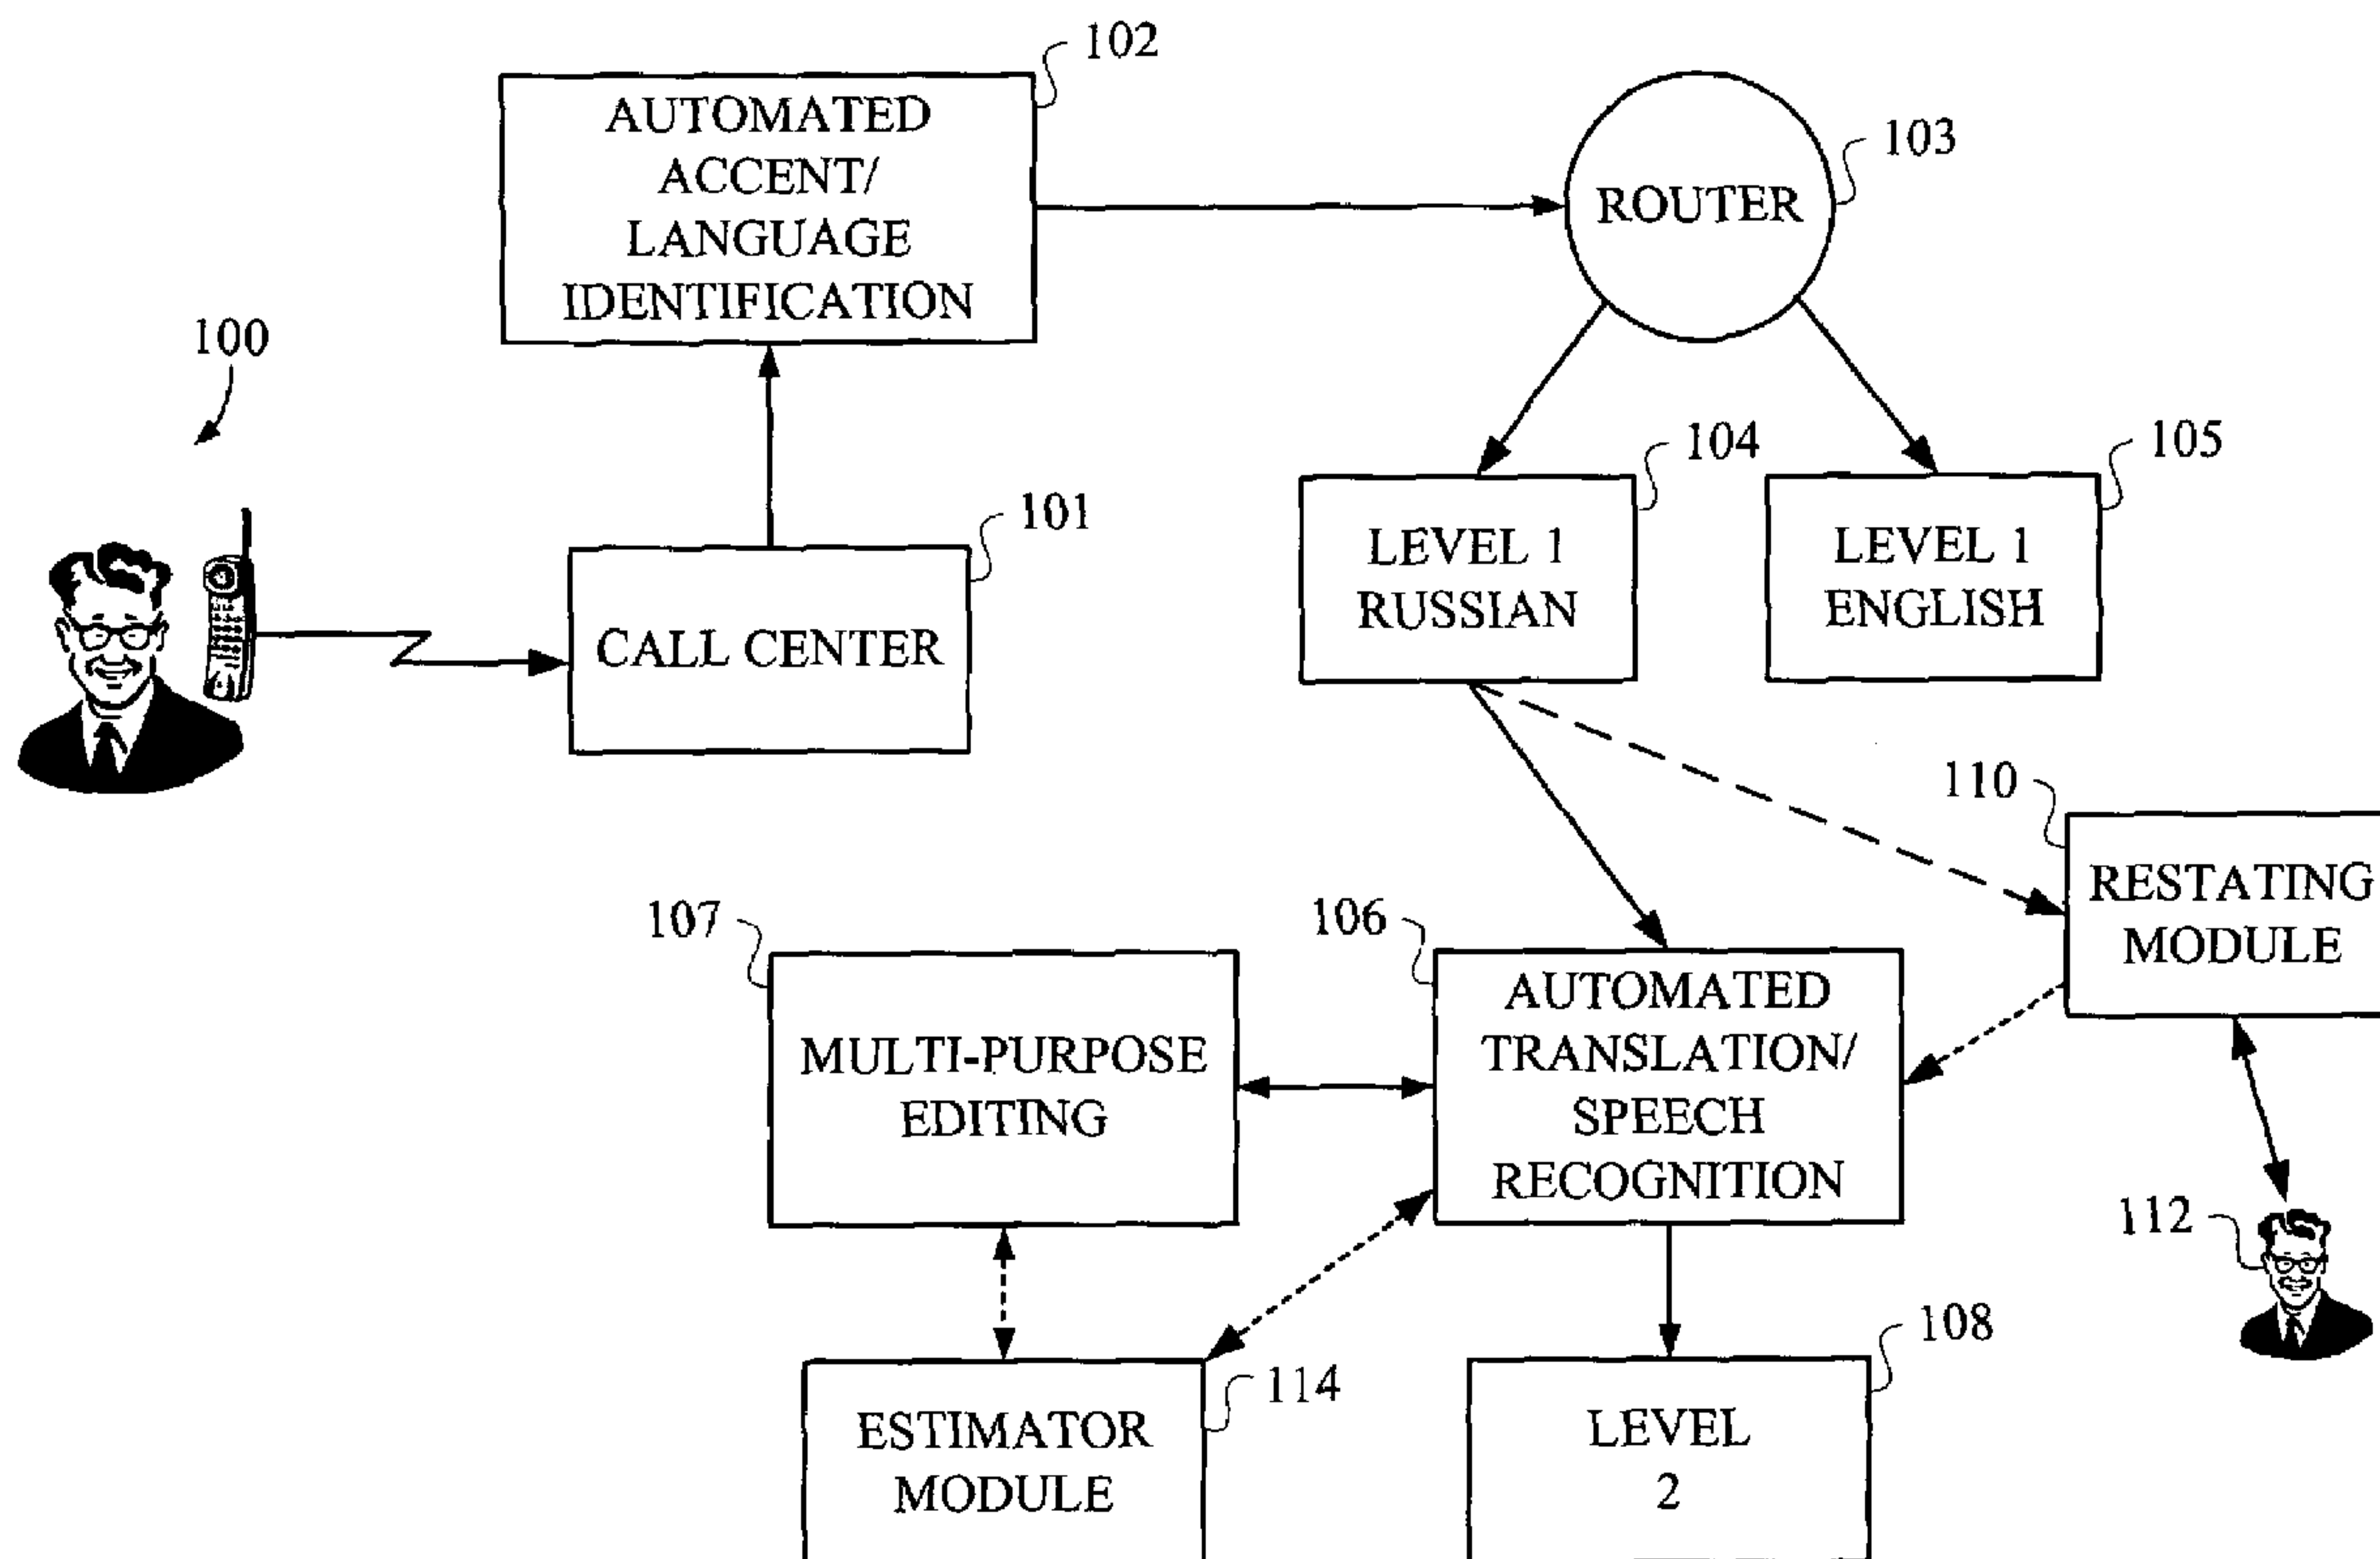 102
AUTOMATED
ACCENT/
LANGUAGE
IDENTIFICATION
103
ROUTER
100
104
LEVEL 1
RUSSIAN
105
LEVEL 1
ENGLISH
101
CALL CENTER
110
RESTATING
MODULE
107
MULTI-PURPOSE
EDITING
106
AUTOMATED
TRANSLATION/
SPEECH
RECOGNITION
112
114
ESTIMATOR
MODULE
108
LEVEL
2